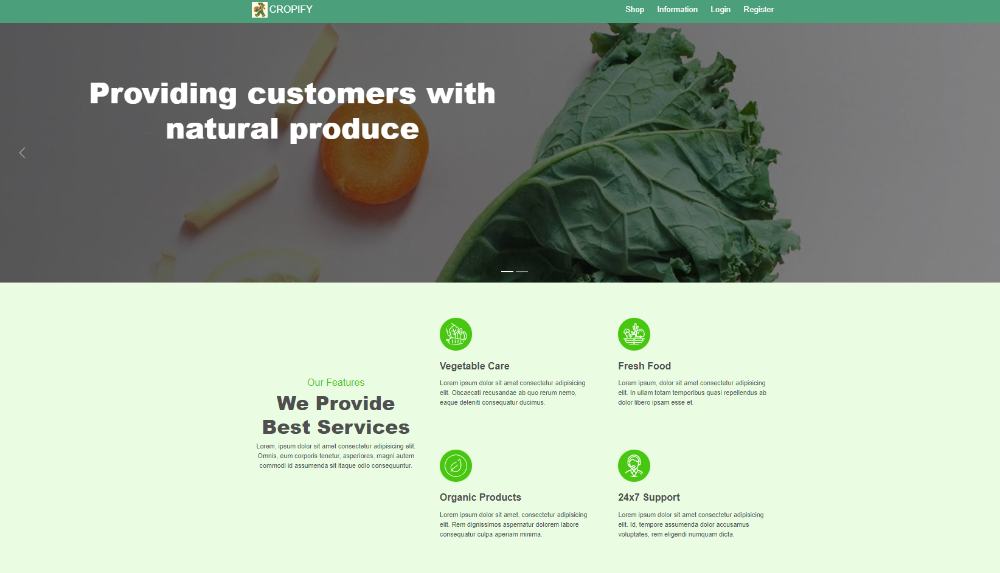 CROPIFY
Shop Information Login Register
Providing customers with
natural produce
Our Features
We Provide
Best Services
Lorem, ipsum dolor sit amet consectetur adipisicing elit.
Omnis, eum corporis tenetur, asperiores, magni autem
commodi id assumenda sit itaque odio consequuntur.
Vegetable Care
Lorem ipsum dolor sit amet consectetur adipisicing
elit. Obcaecati recusandae ab quo rerum nemo,
eaque deleniti consequatur ducimus.
Fresh Food
Lorem ipsum, dolor sit amet consectetur adipisicing
elit. In ullam totam temporibus quasi repellendus ab
dolor libero ipsam esse et.
Organic Products
Lorem ipsum dolor sit amet, consectetur adipisicing
elit. Rem dignissimos aspernatur dolorem labore
consequatur culpa aperiam minima.
24x7 Support
Lorem ipsum dolor sit amet consectetur adipisicing
elit. Id, tempore assumenda dolor accusamus
voluptates, rem eligendi numquam dicta.